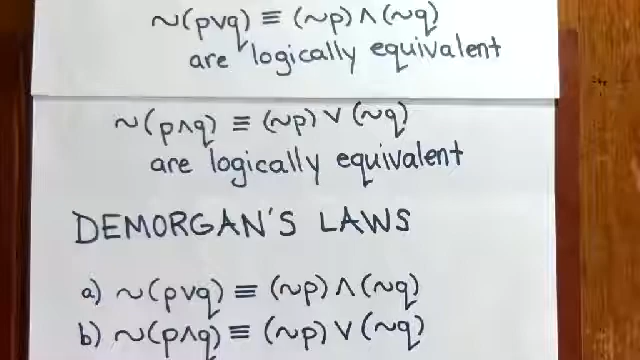 ~(p∨q) ≡ (~p) ∧ (~q)
are logically equivalent
~(p∧q) ≡ (~p) ∨ (~q)
are logically equivalent
DEMORGAN'S LAWS
a) ~(p∨q) ≡ (~p) ∧ (~q)
b) ~(p∧q) ≡ (~p) ∨ (~q)